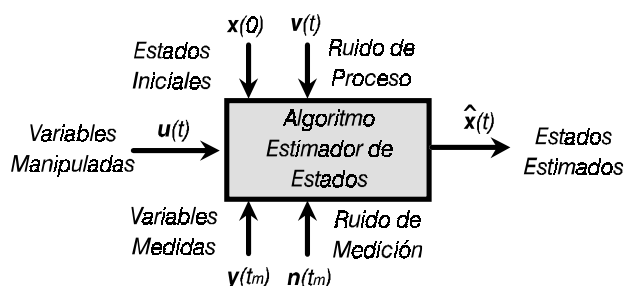 x(0) v(t)
Estados
Iniciales
Ruido de
Proceso
Variables
Manipuladas
u(t)
Algoritmo
Estimador de
Estados
x̂(t)
Estados
Estimados
Variables
Medidas
Ruido de
Medición
y(tm) n(tm)